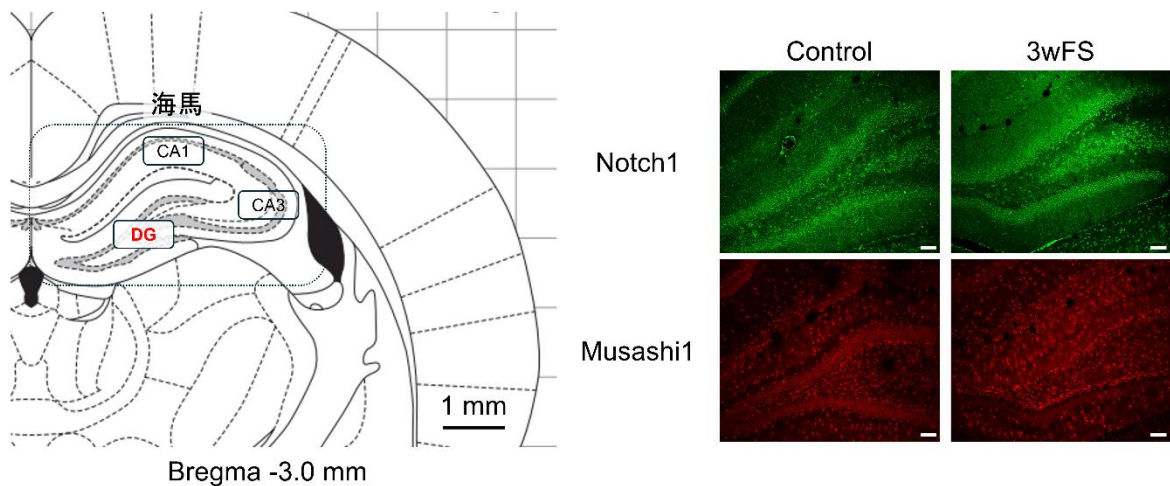 海馬
CA1
CA3
DG
1 mm
Bregma -3.0 mm
Control
3wFS
Notch1
Musashi1